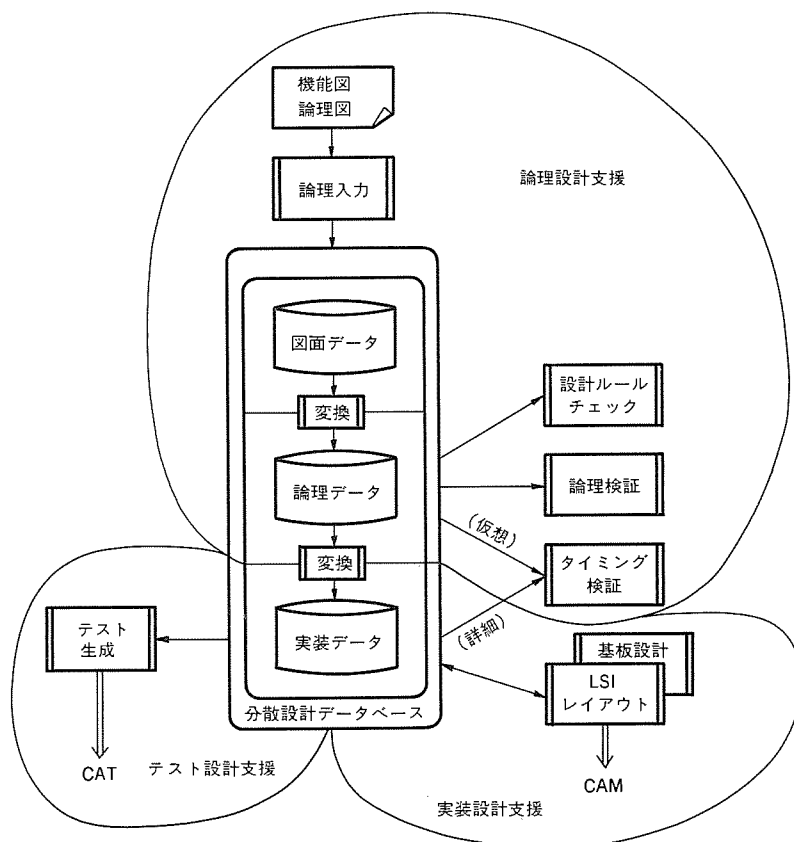 機能図
論理図
論理入力
論理設計支援
図面データ
変換
設計ルール
チェック
論理データ
論理検証
(仮想)
変換
タイミング
検証
(詳細)
実装データ
テスト
生成
基板設計
LSI
レイアウト
分散設計データベース
CAT
テスト設計支援
CAM
実装設計支援